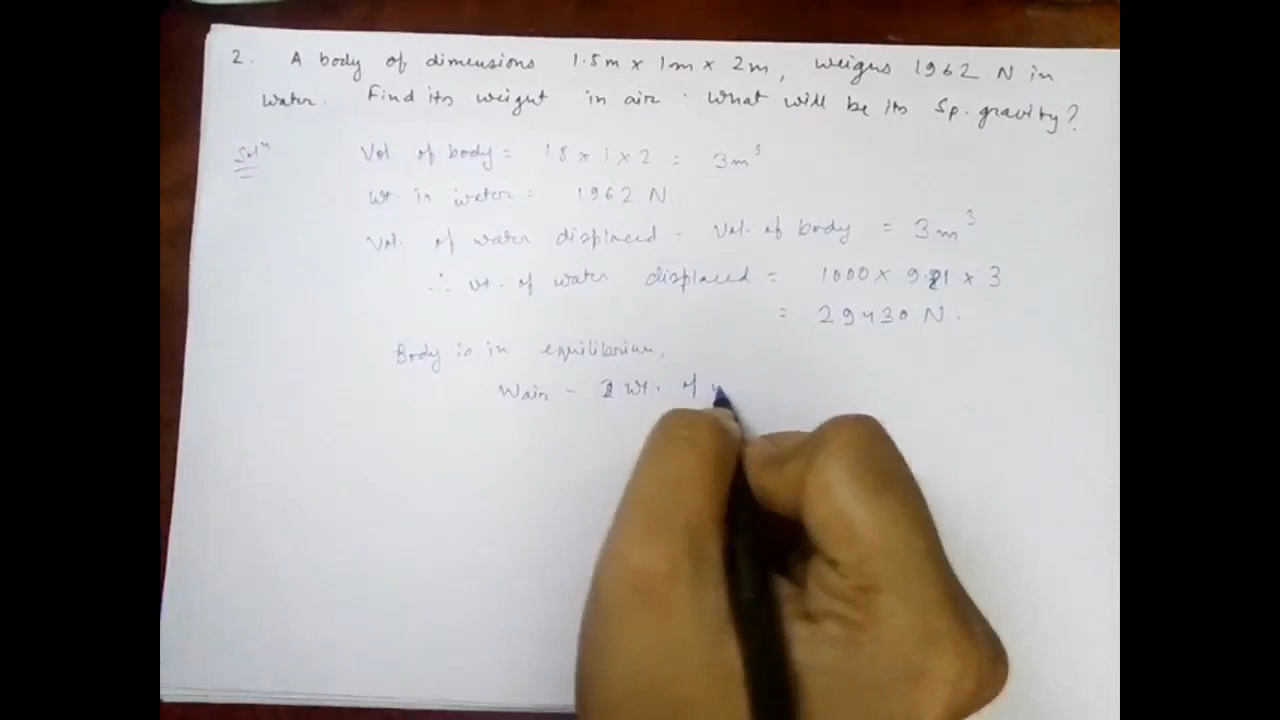 2. A body of dimensions 1.5m x 1m x 2m, weighs 1962 N in
water. Find its weight in air. What will be its Sp. gravity?
Solⁿ
Vol. of body = 1.5 x 1 x 2 = 3m³
Wt. in water = 1962 N
Vol. of water displaced = Vol. of body = 3m³
∴ wt. of water displaced = 1000 x 9.81 x 3
= 29430 N.
Body is in equilibrium,
Wair - wt. of